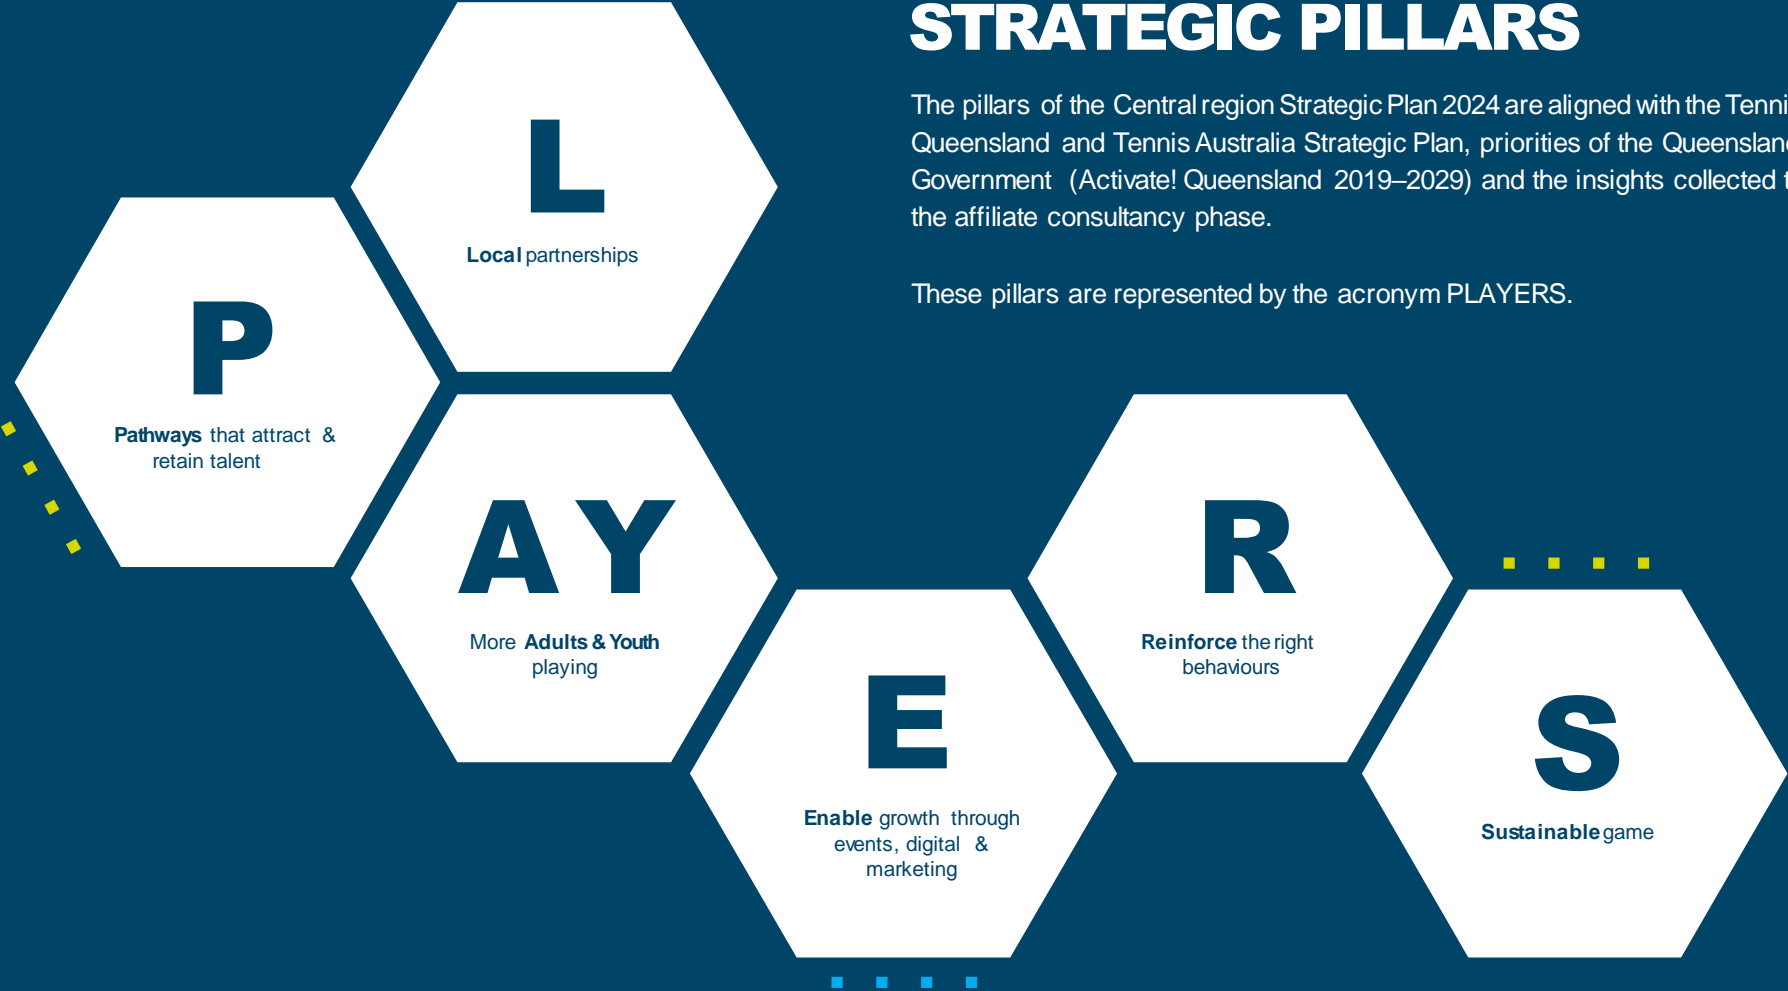 STRATEGIC PILLARS
The pillars of the Central region Strategic Plan 2024 are aligned with the
Queensland and Tennis Australia Strategic Plan, priorities of the
Government (Activate! Queensland 2019–2029) and the insights collected
the affiliate consultancy phase.
These pillars are represented by the acronym PLAYERS.
P
Pathways that attract &
retain talent
L
Local partnerships
A Y
More Adults & Youth
playing
E
Enable growth through
events, digital &
marketing
R
Reinforce the right
behaviours
S
Sustainable game